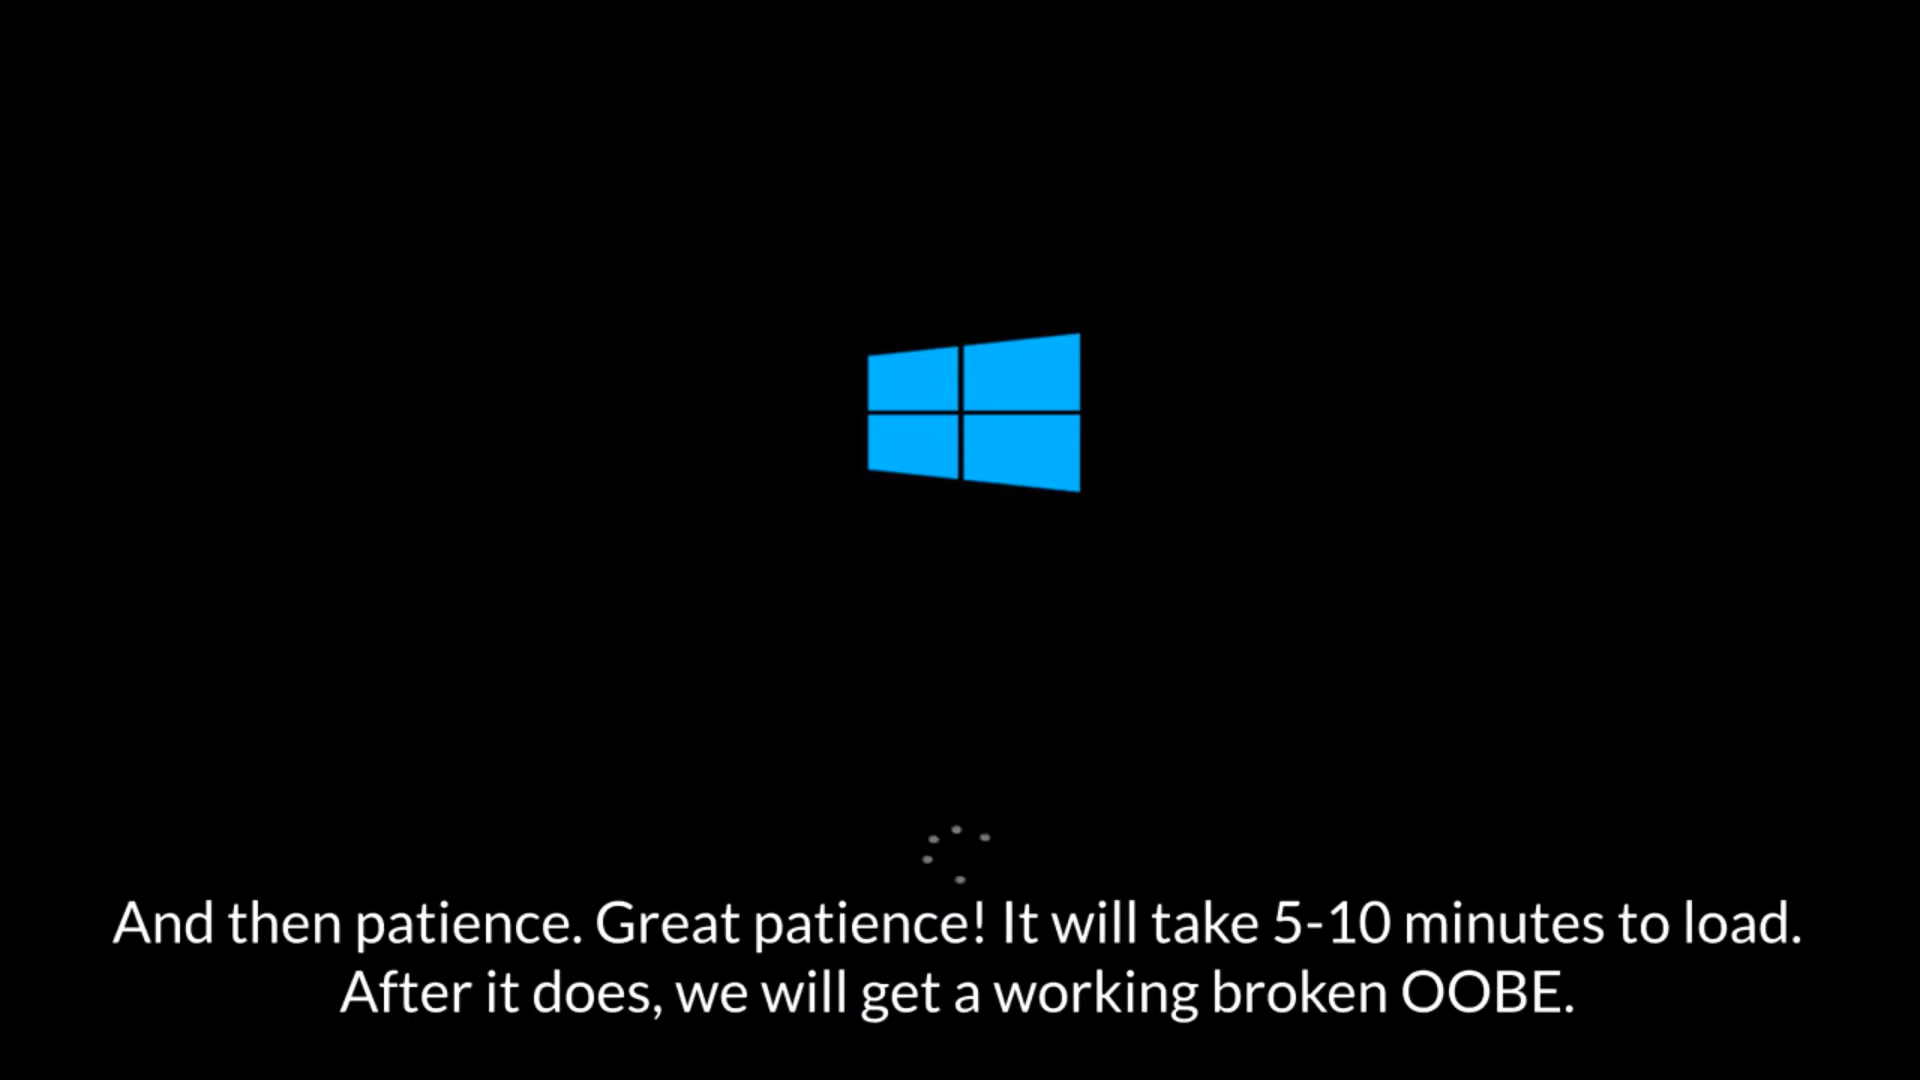 And then patience. Great patience! It will take 5-10 minutes to load.
After it does, we will get a working broken OOBE.